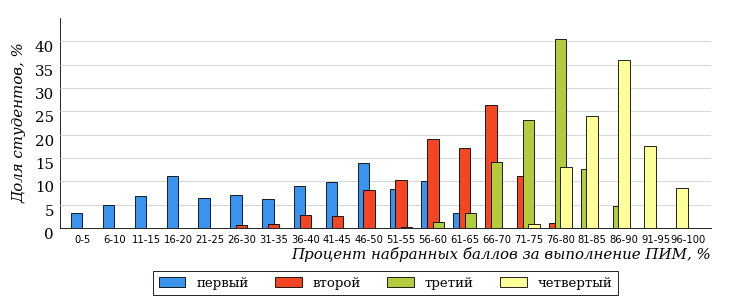 Доля студентов, %
40
35
30
25
20
15
10
5
0
0-5 6-10 11-15 16-20 21-25 26-30 31-35 36-40 41-45 46-50 51-55 56-60 61-65 66-70 71-75 76-80 81-85 86-90 91-95 96-100
Процент набранных баллов за выполнение ПИМ, %
первый второй третий четвертый